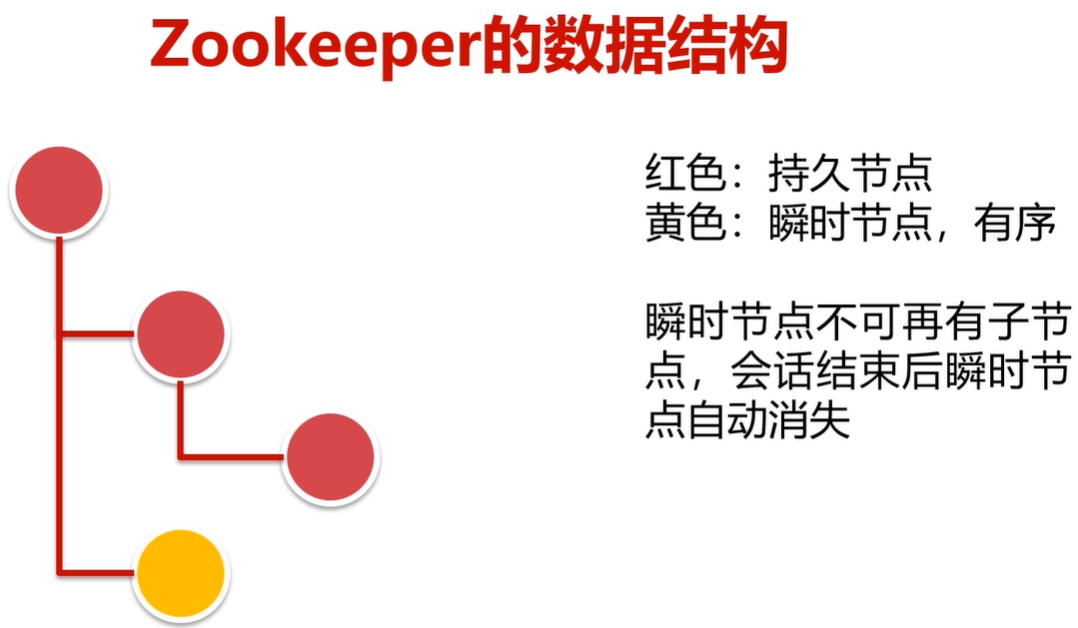 Zookeeper的数据结构
红色：持久节点
黄色：瞬时节点，有序
瞬时节点不可再有子节
点，会话结束后瞬时节
点自动消失